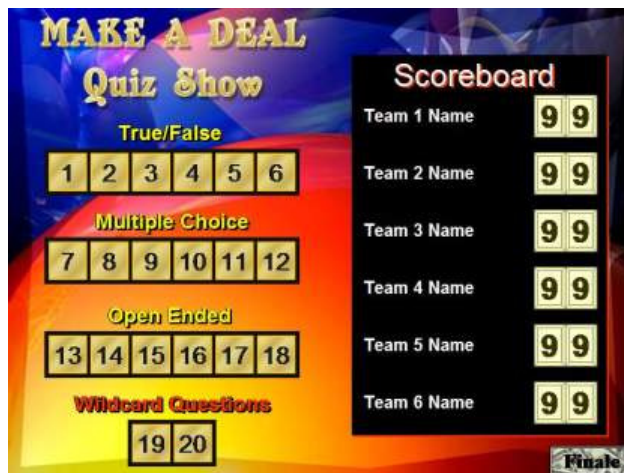 MAKE A DEAL
Quiz Show
True/False
1 2 3 4 5 6
Multiple Choice
7 8 9 10 11 12
Open Ended
13 14 15 16 17 18
Wildcard Questions
19 20
Scoreboard
Team 1 Name 9 9
Team 2 Name 9 9
Team 3 Name 9 9
Team 4 Name 9 9
Team 5 Name 9 9
Team 6 Name 9 9
Finale